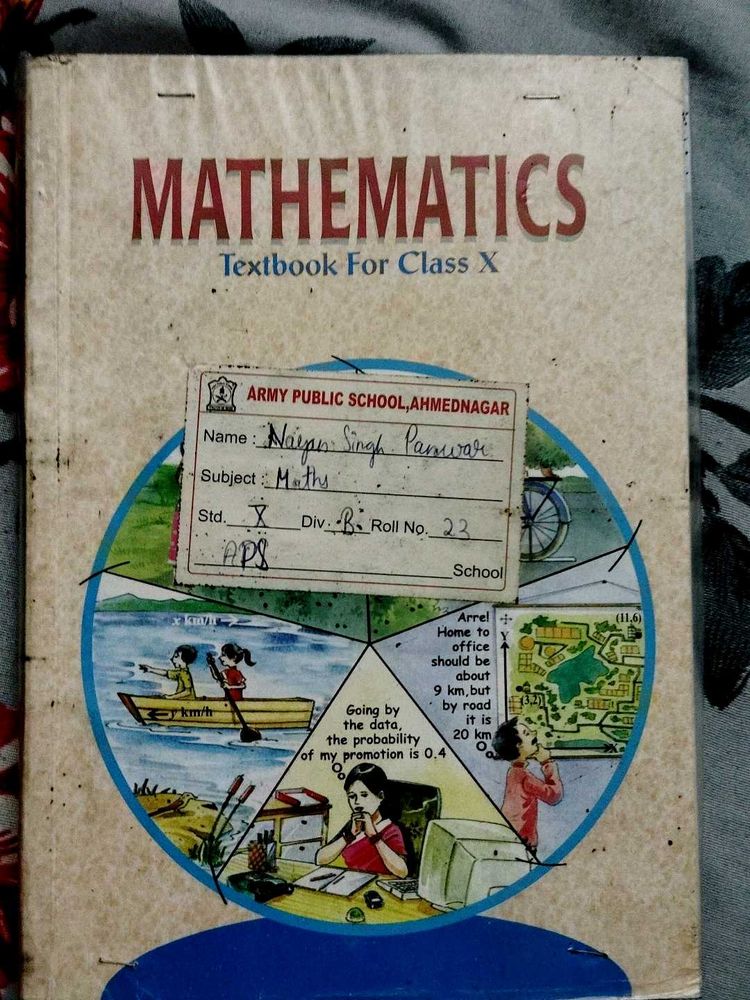 MATHEMATICS
Textbook For Class X
ARMY PUBLIC SCHOOL,AHMEDNAGAR
Name : Singh Panwar
Subject : Maths
Std. X Div. B. Roll No. 23
APS School
x km/h
y km/h
Going by
the data,
the probability
of my promotion is 0.4
Arre!
Home to
office
should be
about
9 km,but
by road
it is
20 km
Y
(11,6)
(3,2)
X